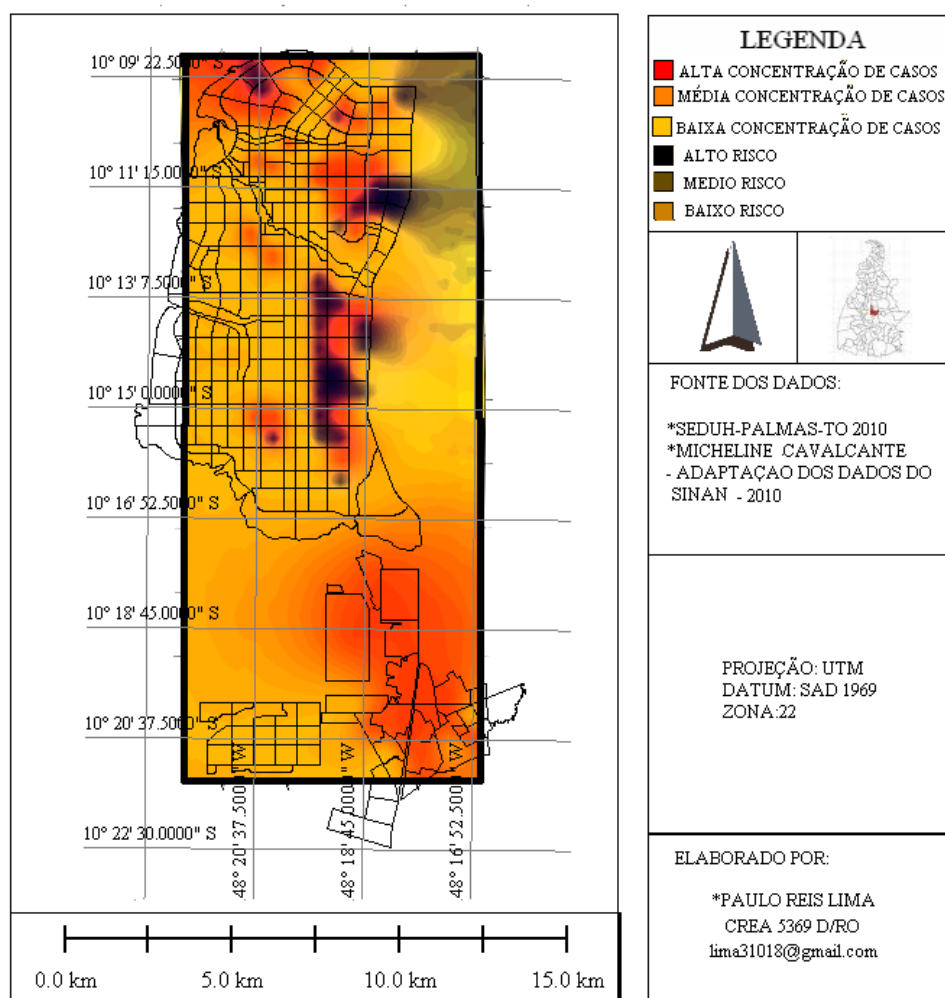 10° 09' 22.5000" S
10° 11' 15.0000" S
10° 13' 7.5000" S
10° 15' 0.0000" S
10° 16' 52.5000" S
10° 18' 45.0000" S
10° 20' 37.5000" S
10° 22' 30.0000" S
48° 20' 37.5000" W
48° 18' 45.0000" W
48° 16' 52.5000" W
0.0 km
5.0 km
10.0 km
15.0 km
LEGENDA
ALTA CONCENTRAÇÃO DE CASOS
MÉDIA CONCENTRAÇÃO DE CASOS
BAIXA CONCENTRAÇÃO DE CASOS
ALTO RISCO
MEDIO RISCO
BAIXO RISCO
FONTE DOS DADOS:
*SEDUH-PALMAS-TO 2010
*MICHELINE CAVALCANTE
- ADAPTAÇAO DOS DADOS DO
SINAN - 2010
PROJEÇÃO: UTM
DATUM: SAD 1969
ZONA:22
ELABORADO POR:
*PAULO REIS LIMA
CREA 5369 D/RO
lima31018@gmail.com